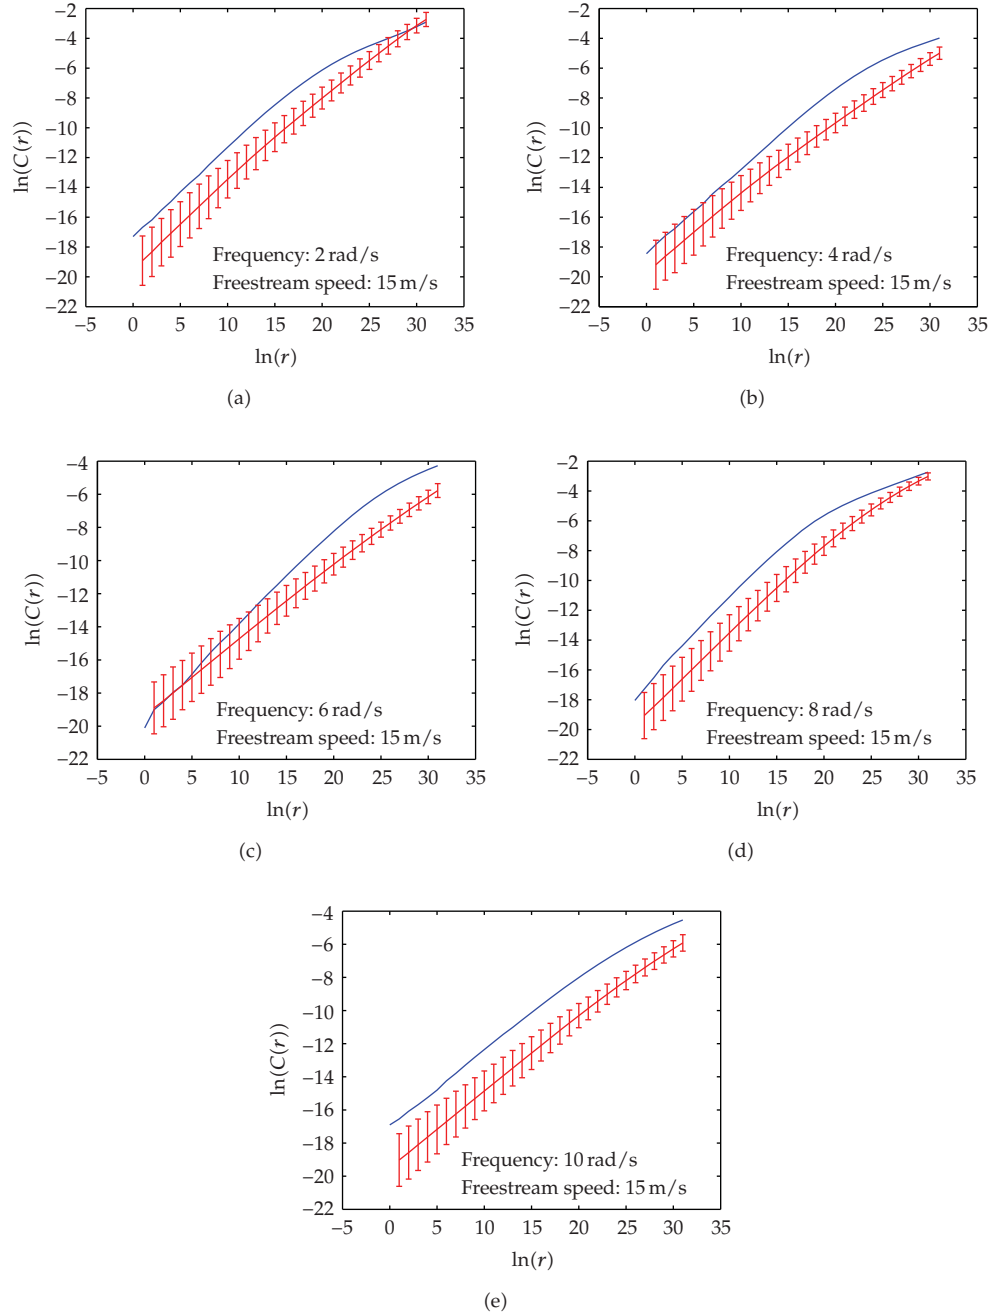 −2
−4
−6
−8
−10
−12
−14
−16
−18
−20
−22
ln(C(r))
Frequency: 2 rad/s
Freestream speed: 15 m/s
−5 0 5 10 15 20 25 30 35
ln(r)
(a)
−2
−4
−6
−8
−10
−12
−14
−16
−18
−20
−22
ln(C(r))
Frequency: 4 rad/s
Freestream speed: 15 m/s
−5 0 5 10 15 20 25 30 35
ln(r)
(b)
−4
−6
−8
−10
−12
−14
−16
−18
−20
−22
ln(C(r))
Frequency: 6 rad/s
Freestream speed: 15 m/s
−5 0 5 10 15 20 25 30 35
ln(r)
(c)
−2
−4
−6
−8
−10
−12
−14
−16
−18
−20
−22
ln(C(r))
Frequency: 8 rad/s
Freestream speed: 15 m/s
−5 0 5 10 15 20 25 30 35
ln(r)
(d)
−4
−6
−8
−10
−12
−14
−16
−18
−20
−22
ln(C(r))
Frequency: 10 rad/s
Freestream speed: 15 m/s
−5 0 5 10 15 20 25 30 35
ln(r)
(e)